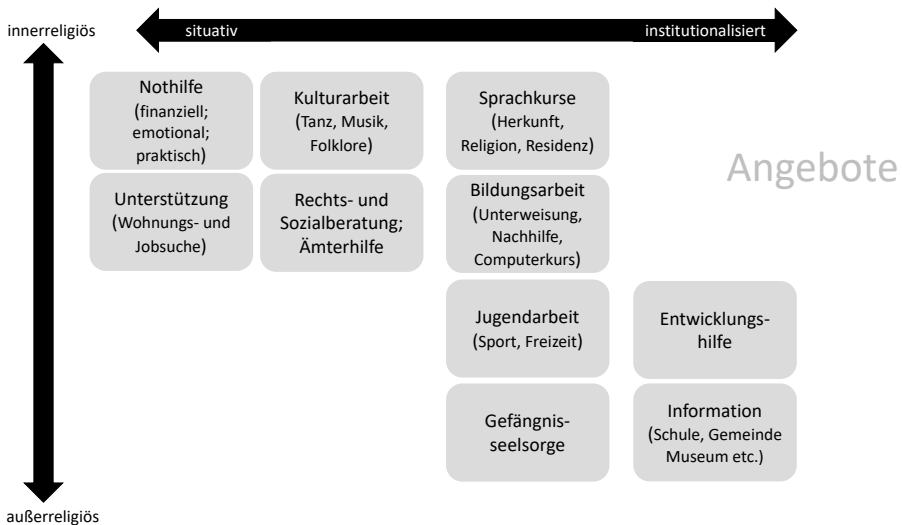 innerreligiös
situativ
institutionalisiert
Nothilfe
(finanziell;
emotional;
praktisch)
Kulturarbeit
(Tanz, Musik,
Folklore)
Sprachkurse
(Herkunft,
Religion, Residenz)
Angebote
Unterstützung
(Wohnungs- und
Jobsuche)
Rechts- und
Sozialberatung;
Ämterhilfe
Bildungsarbeit
(Unterweisung,
Nachhilfe,
Computerkurs)
Jugendarbeit
(Sport, Freizeit)
Entwicklungs-
hilfe
Gefängnis-
seelsorge
Information
(Schule, Gemeinde
Museum etc.)
außerreligiös